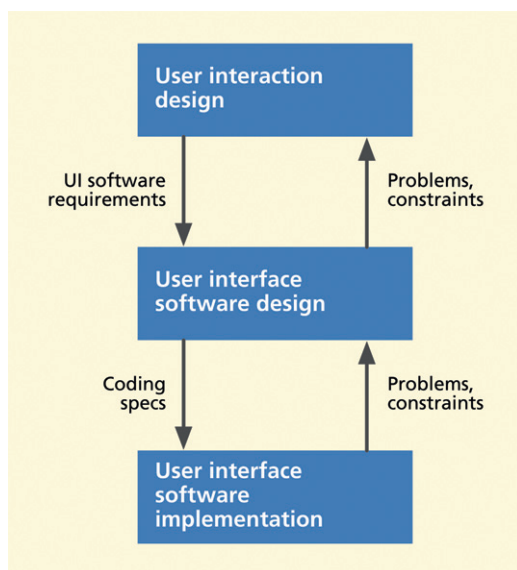 User interaction
design
UI software
requirements
Problems,
constraints
User interface
software design
Coding
specs
Problems,
constraints
User interface
software
implementation